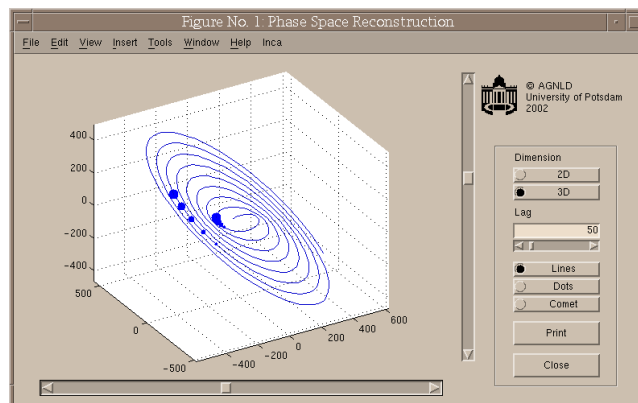 Figure No. 1: Phase Space Reconstruction
File Edit View Insert Tools Window Help Inca
© AGNLD
University of Potsdam
2002
400
200
0
-200
-400
500
0
-500
-400
-200
0
200
400
600
Dimension
2D
3D
Lag
50
Lines
Dots
Comet
Print
Close